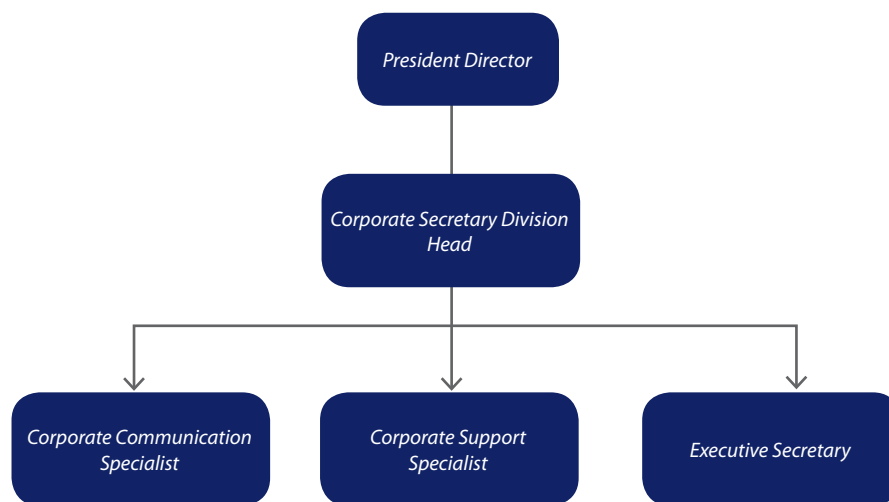 President Director
Corporate Secretary Division
Head
Corporate Communication
Specialist
Corporate Support
Specialist
Executive Secretary